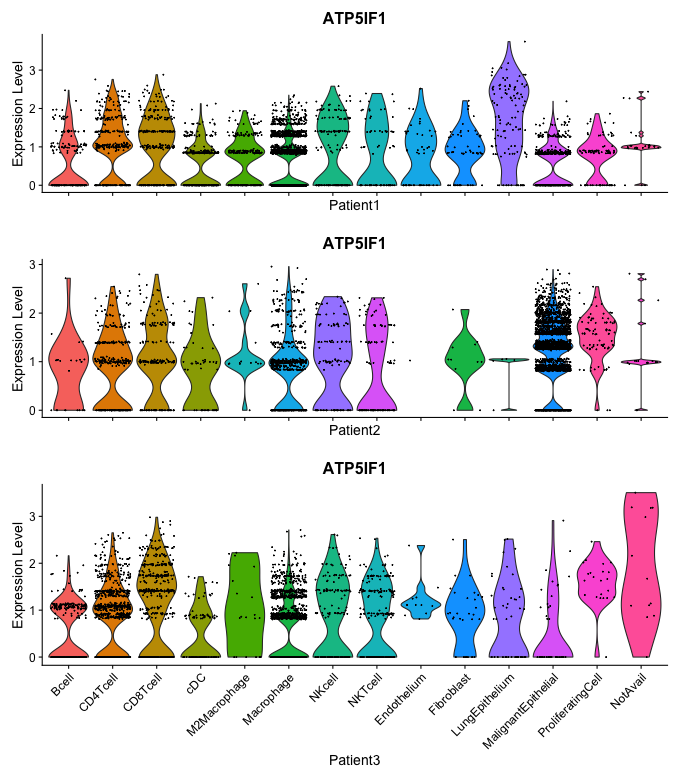 ATP5IF1
Expression Level
3
2
1
0
Patient1
ATP5IF1
Expression Level
3
2
1
0
Patient2
ATP5IF1
Expression Level
3
2
1
0
Bcell
CD4Tcell
CD8Tcell
cDC
M2Macrophage
Macrophage
NKcell
NKTcell
Endothelium
Fibroblast
LungEpithelium
MalignantEpithelial
ProliferatingCell
NotAvail
Patient3